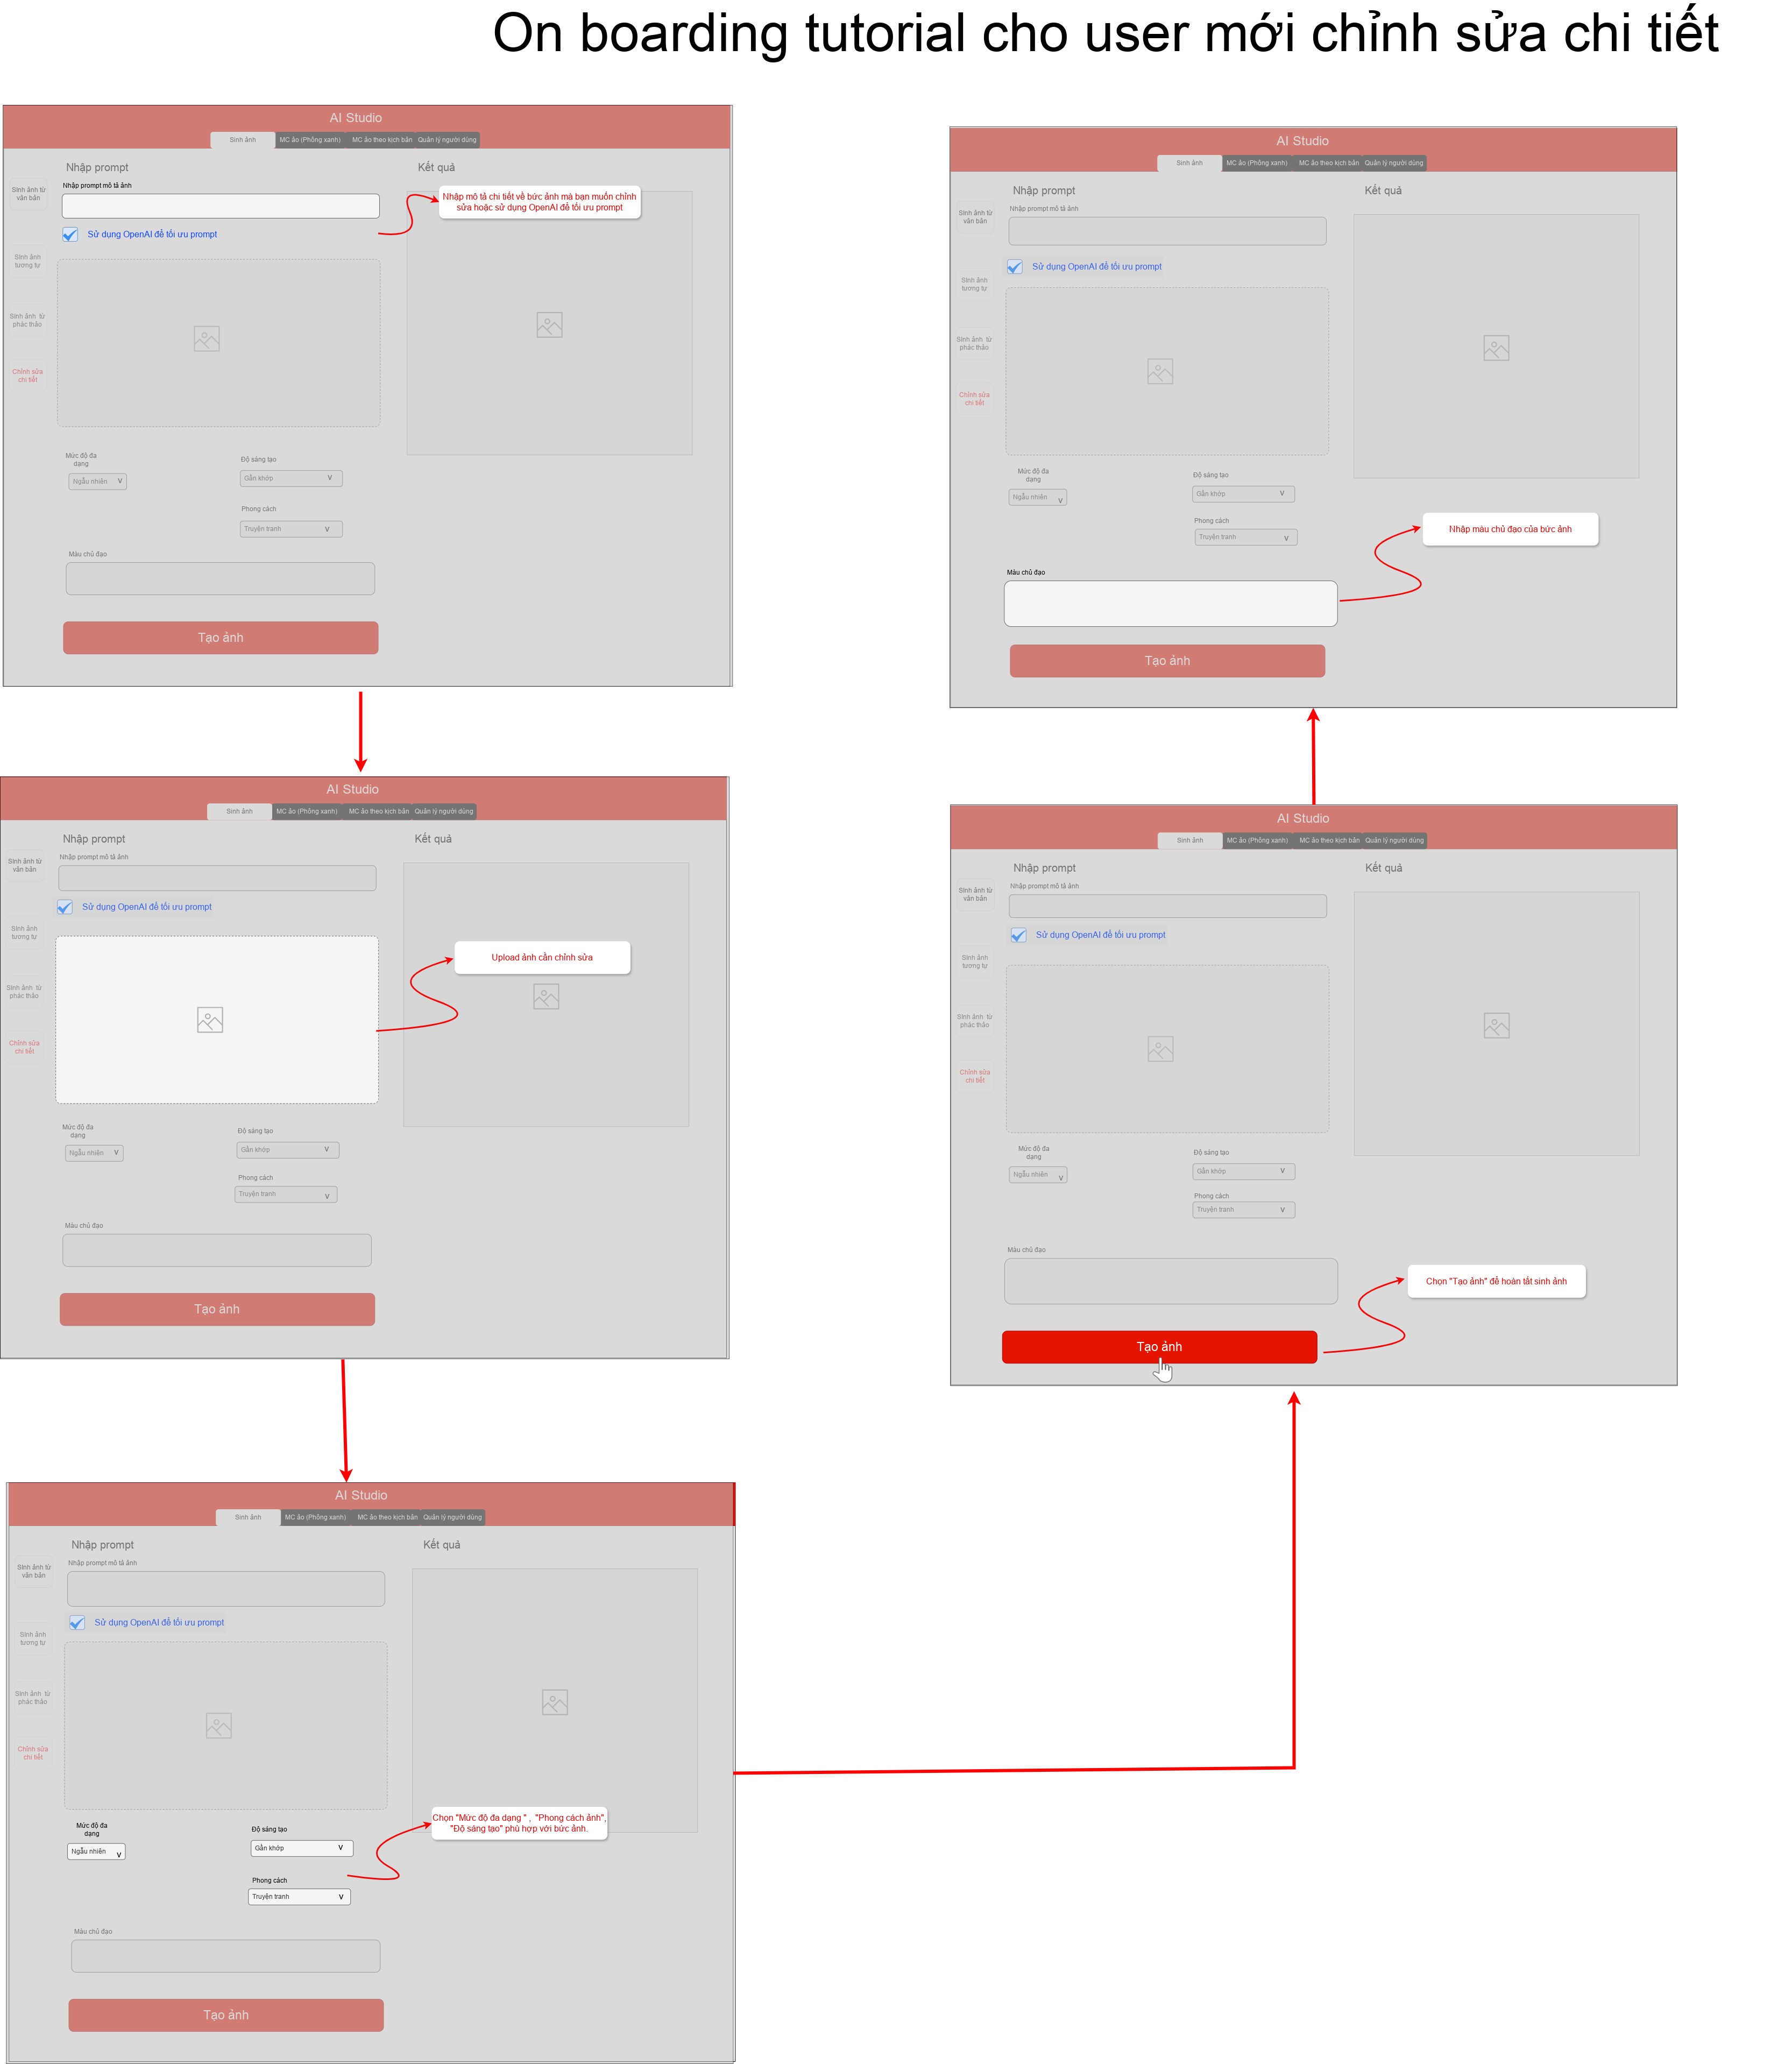 On boarding tutorial cho user mới chỉnh sửa chi tiết
AI Studio
Sinh ảnh
MC ảo (Phông xanh)
MC ảo theo kịch bản
Quản lý người dùng
Nhập prompt
Kết quả
Nhập prompt mô tả ảnh
Sinh ảnh từ
văn bản
Nhập mô tả chi tiết về bức ảnh mà bạn muốn chỉnh
sửa hoặc sử dụng OpenAI để tối ưu prompt
Sử dụng OpenAI để tối ưu prompt
Sinh ảnh
tương tự
Sinh ảnh từ
phác thảo
Chỉnh sửa
chi tiết
Mức độ đa
dạng
Độ sáng tạo
Ngẫu nhiên V
Gần khớp V
Phong cách
Truyện tranh V
Màu chủ đạo
Tạo ảnh
AI Studio
Sinh ảnh
MC ảo (Phông xanh)
MC ảo theo kịch bản
Quản lý người dùng
Nhập prompt
Kết quả
Nhập prompt mô tả ảnh
Sinh ảnh từ
văn bản
Sử dụng OpenAI để tối ưu prompt
Sinh ảnh
tương tự
Upload ảnh cần chỉnh sửa
Sinh ảnh từ
phác thảo
Chỉnh sửa
chi tiết
Mức độ đa
dạng
Độ sáng tạo
Ngẫu nhiên V
Gần khớp V
Phong cách
Truyện tranh V
Màu chủ đạo
Tạo ảnh
AI Studio
Sinh ảnh
MC ảo (Phông xanh)
MC ảo theo kịch bản
Quản lý người dùng
Nhập prompt
Kết quả
Nhập prompt mô tả ảnh
Sinh ảnh từ
văn bản
Sử dụng OpenAI để tối ưu prompt
Sinh ảnh
tương tự
Sinh ảnh từ
phác thảo
Chỉnh sửa
chi tiết
Chọn "Mức độ đa dạng " , "Phong cách ảnh",
"Độ sáng tạo" phù hợp với bức ảnh.
Mức độ đa
dạng
Độ sáng tạo
Ngẫu nhiên V
Gần khớp V
Phong cách
Truyện tranh V
Màu chủ đạo
Tạo ảnh
AI Studio
Sinh ảnh
MC ảo (Phông xanh)
MC ảo theo kịch bản
Quản lý người dùng
Nhập prompt
Kết quả
Nhập prompt mô tả ảnh
Sinh ảnh từ
văn bản
Sử dụng OpenAI để tối ưu prompt
Sinh ảnh
tương tự
Sinh ảnh từ
phác thảo
Chỉnh sửa
chi tiết
Mức độ đa
dạng
Độ sáng tạo
Ngẫu nhiên V
Gần khớp V
Phong cách
Truyện tranh V
Màu chủ đạo
Chọn "Tạo ảnh" để hoàn tất sinh ảnh
Tạo ảnh
AI Studio
Sinh ảnh
MC ảo (Phông xanh)
MC ảo theo kịch bản
Quản lý người dùng
Nhập prompt
Kết quả
Nhập prompt mô tả ảnh
Sinh ảnh từ
văn bản
Sử dụng OpenAI để tối ưu prompt
Sinh ảnh
tương tự
Sinh ảnh từ
phác thảo
Chỉnh sửa
chi tiết
Mức độ đa
dạng
Độ sáng tạo
Ngẫu nhiên V
Gần khớp V
Phong cách
Truyện tranh V
Nhập màu chủ đạo của bức ảnh
Màu chủ đạo
Tạo ảnh